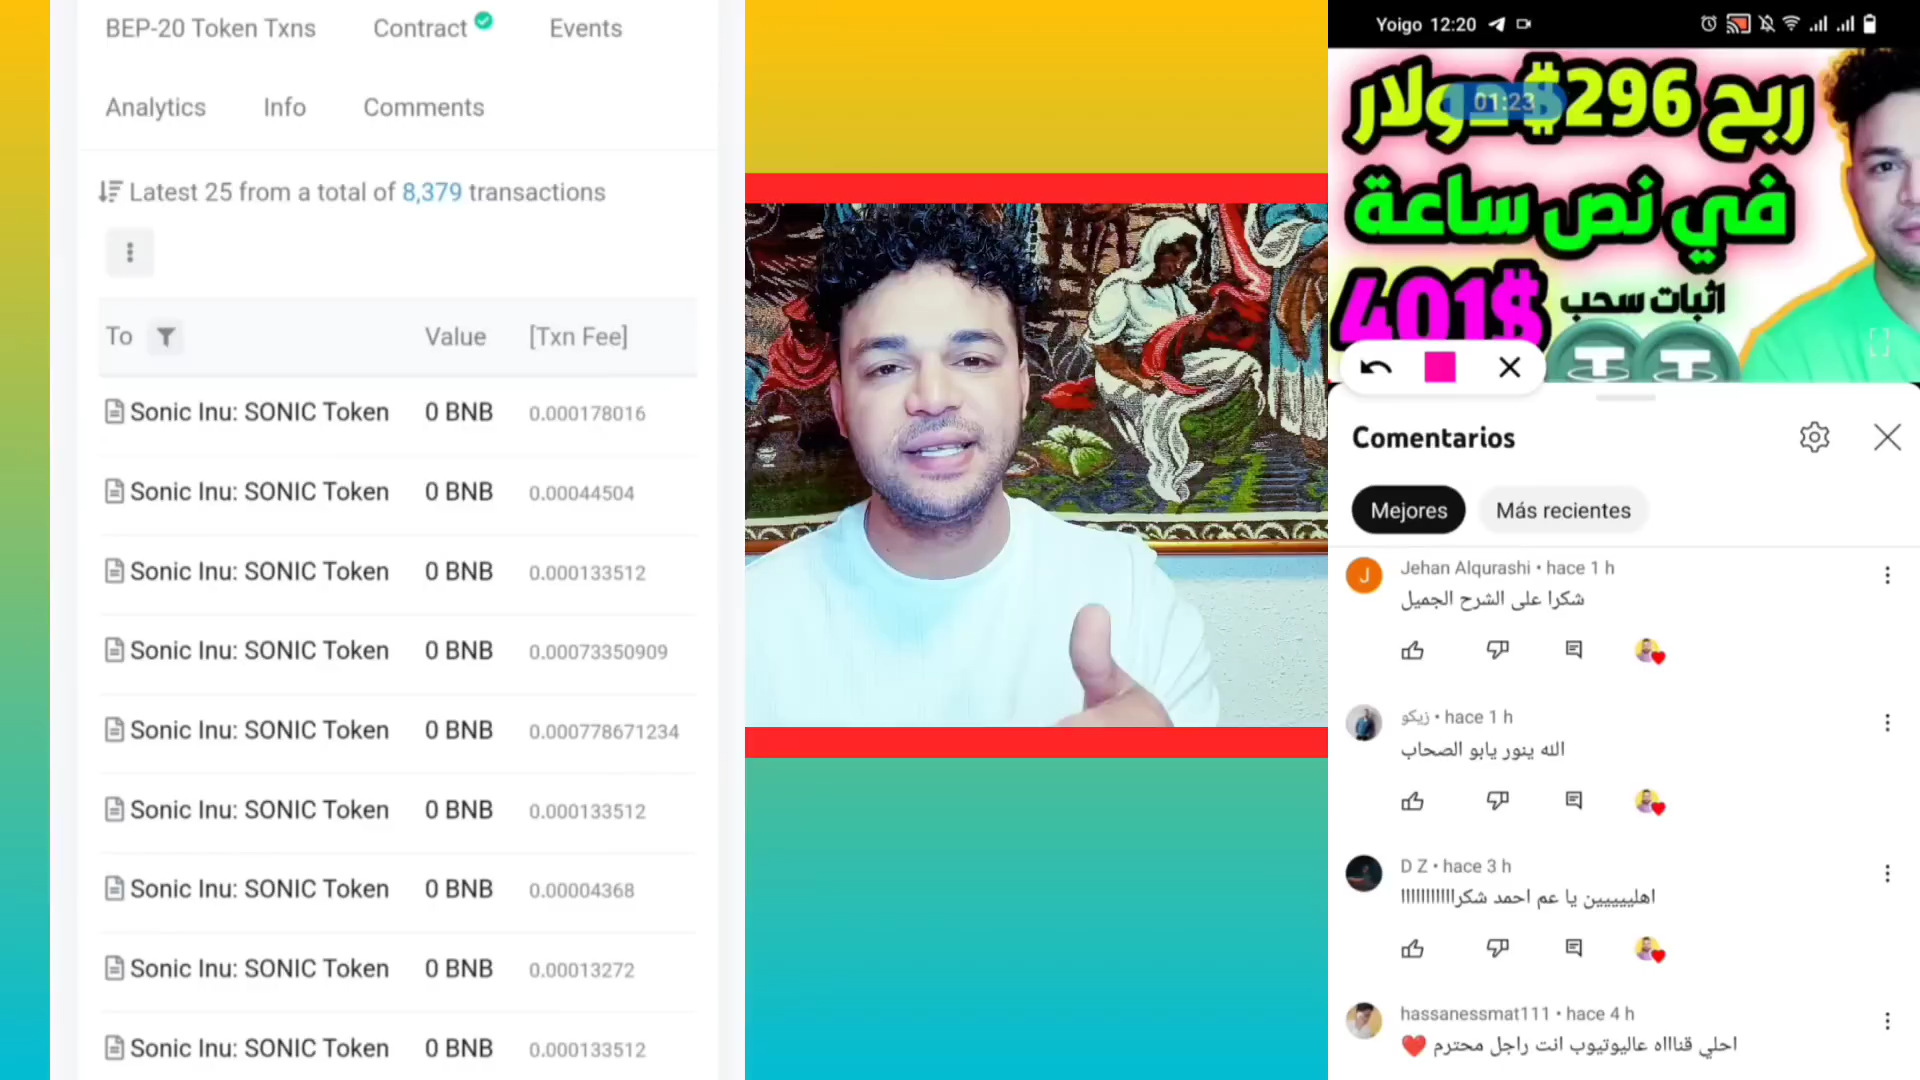 BEP-20 Token Txns Contract Events
Analytics Info Comments
Latest 25 from a total of 8,379 transactions
To Value [Txn Fee]
Sonic Inu: SONIC Token 0 BNB 0.000178016
Sonic Inu: SONIC Token 0 BNB 0.00044504
Sonic Inu: SONIC Token 0 BNB 0.000133512
Sonic Inu: SONIC Token 0 BNB 0.00073350909
Sonic Inu: SONIC Token 0 BNB 0.000778671234
Sonic Inu: SONIC Token 0 BNB 0.000133512
Sonic Inu: SONIC Token 0 BNB 0.00004368
Sonic Inu: SONIC Token 0 BNB 0.00013272
Sonic Inu: SONIC Token 0 BNB 0.000133512
Yoigo 12:20
ربح 296$ دولار
01:23
في نص ساعة
اثبات سحب
401$
Comentarios
Mejores Más recientes
Jehan Alqurashi • hace 1 h
شكرا على الشرح الجميل
زيكو • hace 1 h
الله ينور يابو الصحاب
D Z • hace 3 h
اهلييييين يا عم احمد شكراااااااااااا
hassanessmat111 • hace 4 h
احلي قنااااه عاليوتيوب انت راجل محترم ❤️